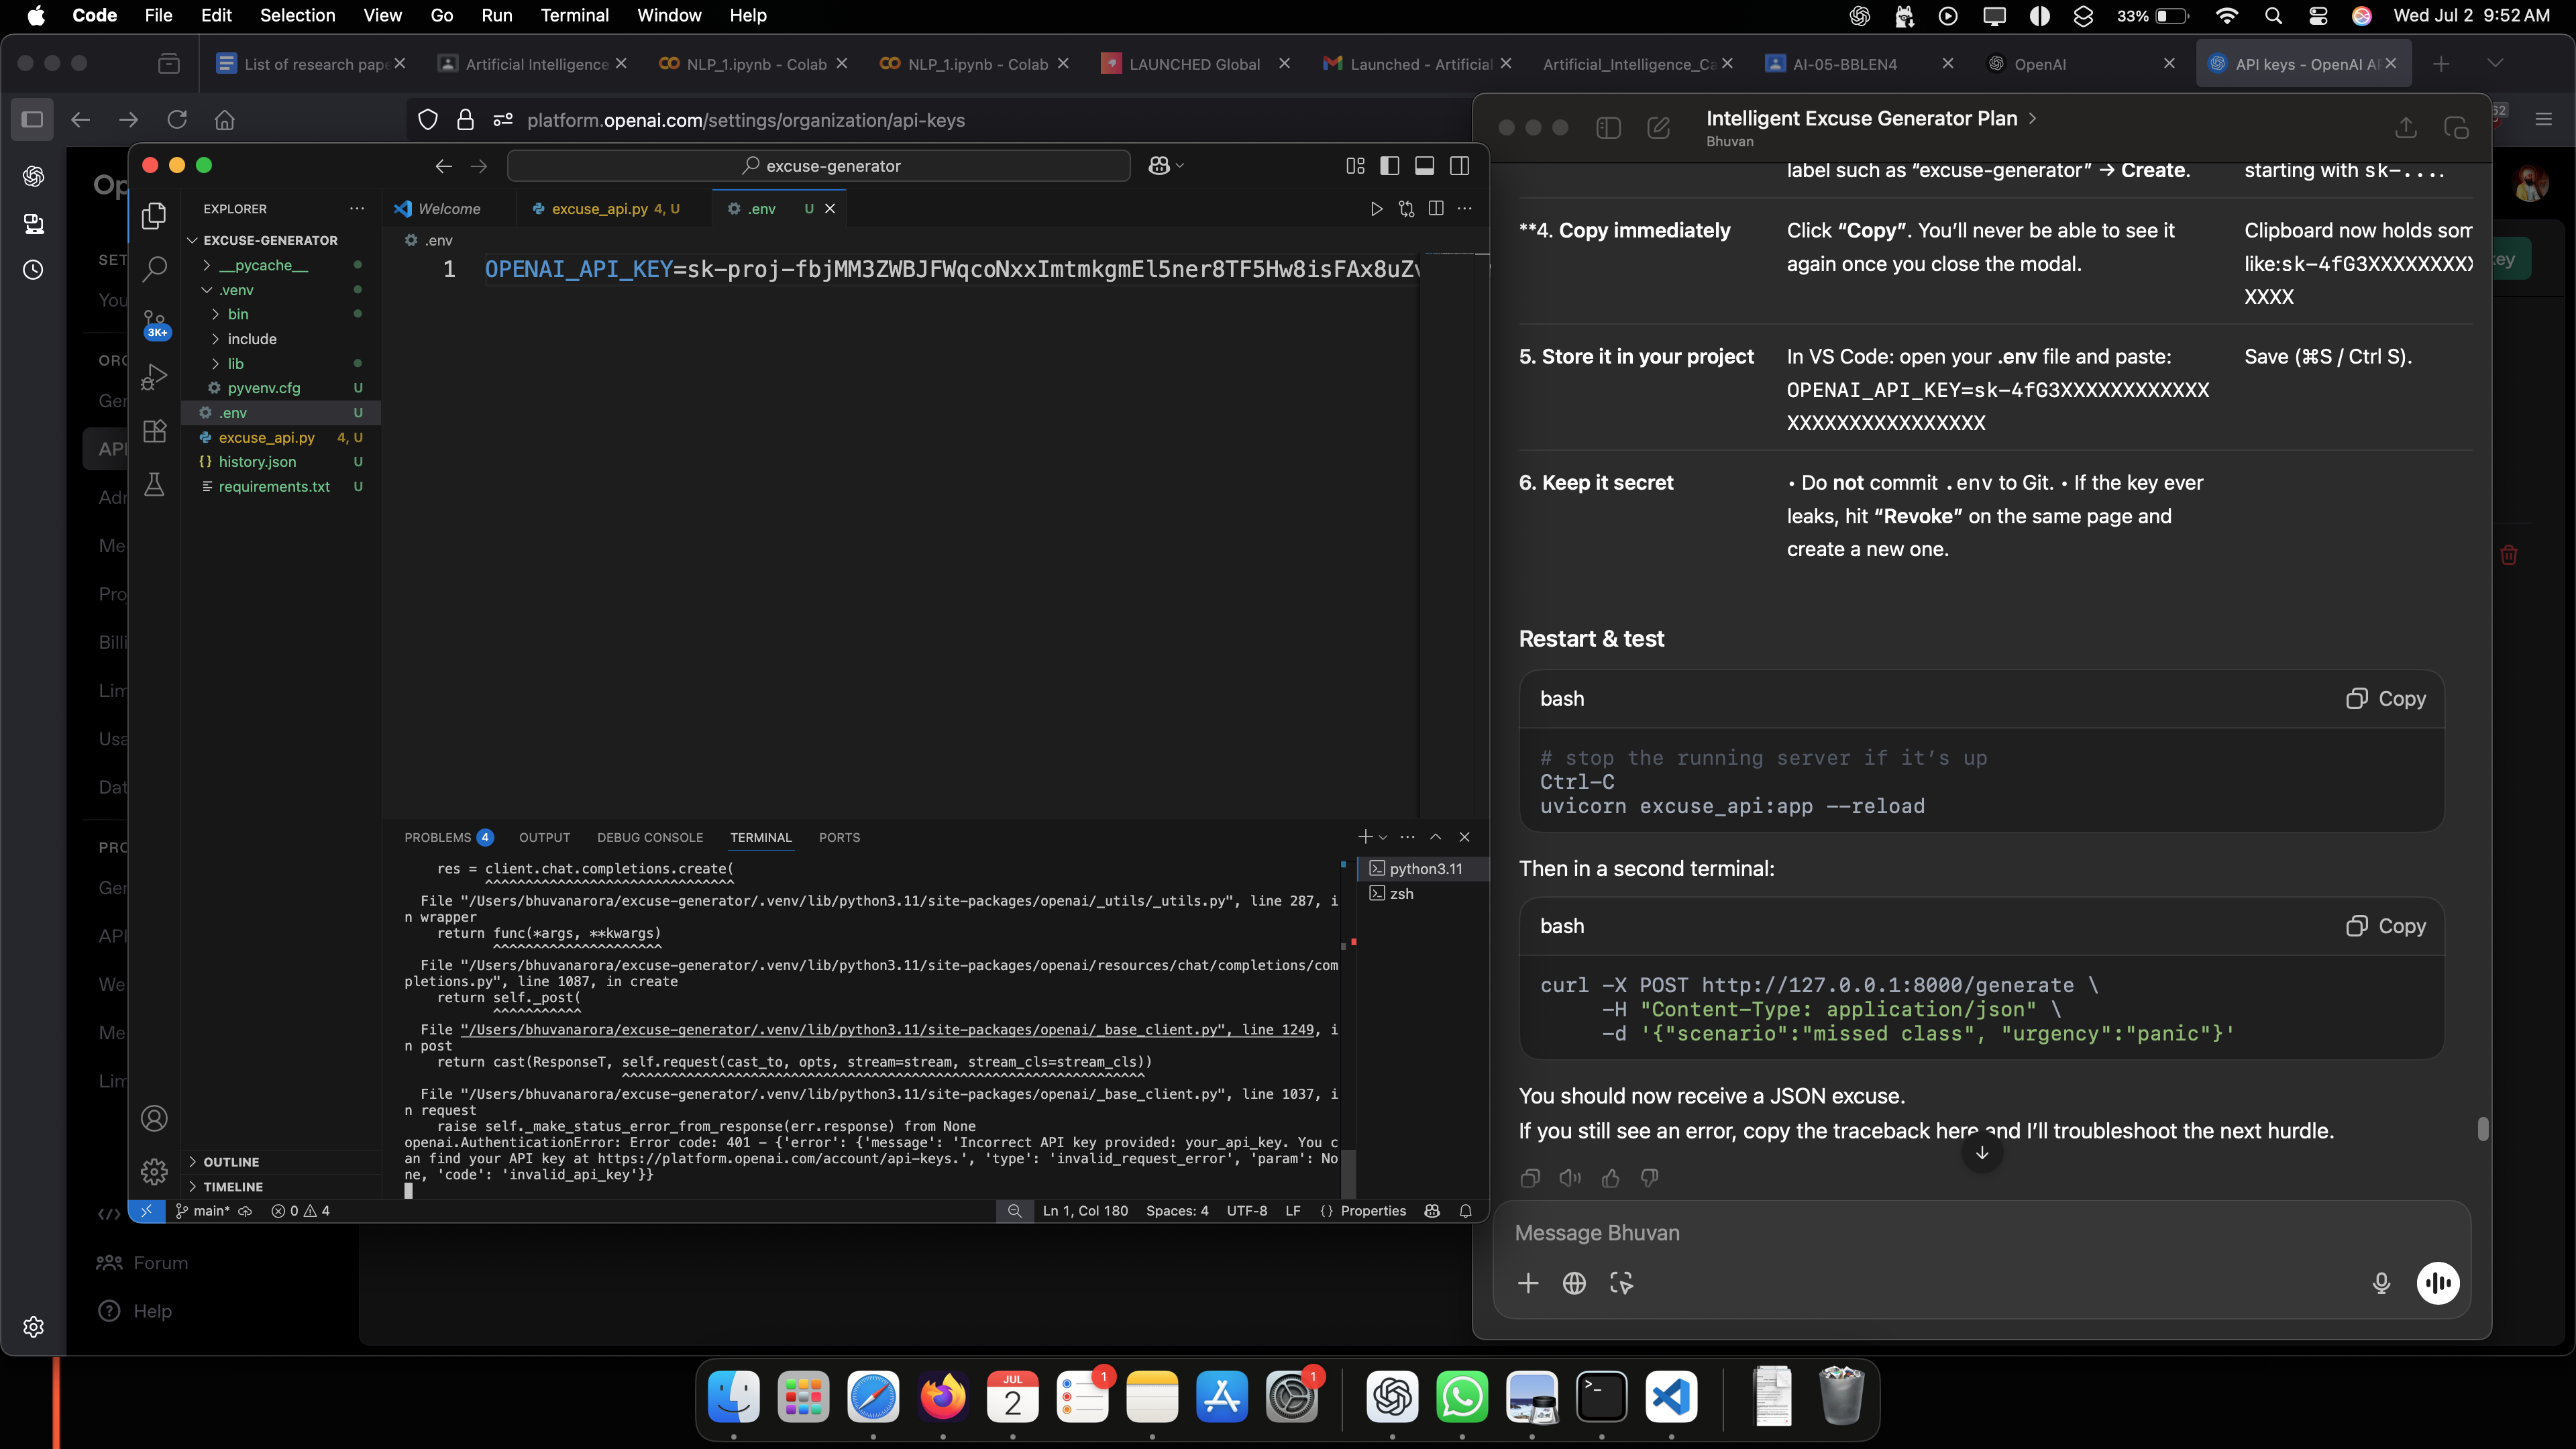 Code File Edit Selection View Go Run Terminal Window Help 33% Wed Jul 2 9:52 AM
List of research pape
Artificial Intelligence
NLP_1.ipynb - Colab
NLP_1.ipynb - Colab
LAUNCHED Global
Launched - Artificial
Artificial_Intelligence_Ca
AI-05-BBLEN4
OpenAI
API keys - OpenAI A
platform.openai.com/settings/organization/api-keys
62
Op
SET
You
ORG
Ger
API
Adr
Me
Pro
Billi
Lim
Usa
Dat
PRO
Ger
API
We
Me
Lim
Forum
Help
ey
excuse-generator
EXPLORER
EXCUSE-GENERATOR
__pycache__
.venv
bin
include
lib
pyvenv.cfg U
.env U
excuse_api.py 4, U
history.json U
requirements.txt U
OUTLINE
TIMELINE
3K+
Welcome
excuse_api.py 4, U
.env U
.env
1 OPENAI_API_KEY=sk-proj-fbjMM3ZWBJFWqcoNxxImtmkgmEl5ner8TF5Hw8isFAx8uZv
PROBLEMS 4 OUTPUT DEBUG CONSOLE TERMINAL PORTS
python3.11
zsh
res = client.chat.completions.create(
^^^^^^^^^^^^^^^^^^^^^^^^^^^^^^^
File "/Users/bhuvanarora/excuse-generator/.venv/lib/python3.11/site-packages/openai/_utils/_utils.py", line 287, i
n wrapper
return func(*args, **kwargs)
^^^^^^^^^^^^^^^^^^^^^
File "/Users/bhuvanarora/excuse-generator/.venv/lib/python3.11/site-packages/openai/resources/chat/completions/com
pletions.py", line 1087, in create
return self._post(
^^^^^^^^^^^
File "/Users/bhuvanarora/excuse-generator/.venv/lib/python3.11/site-packages/openai/_base_client.py", line 1249, i
n post
return cast(ResponseT, self.request(cast_to, opts, stream=stream, stream_cls=stream_cls))
^^^^^^^^^^^^^^^^^^^^^^^^^^^^^^^^^^^^^^^^^^^^^^^^^^^^^^^^^^^^^^^^^
File "/Users/bhuvanarora/excuse-generator/.venv/lib/python3.11/site-packages/openai/_base_client.py", line 1037, i
n request
raise self._make_status_error_from_response(err.response) from None
openai.AuthenticationError: Error code: 401 - {'error': {'message': 'Incorrect API key provided: your_api_key. You c
an find your API key at https://platform.openai.com/account/api-keys.', 'type': 'invalid_request_error', 'param': No
ne, 'code': 'invalid_api_key'}}
main* 0 4 Ln 1, Col 180 Spaces: 4 UTF-8 LF {} Properties
Intelligent Excuse Generator Plan >
Bhuvan
label such as “excuse-generator” → Create.
starting with sk-....
**4. Copy immediately
Click “Copy”. You’ll never be able to see it
again once you close the modal.
Clipboard now holds som
like:sk-4fG3XXXXXXXXX
XXXX
5. Store it in your project
In VS Code: open your .env file and paste:
OPENAI_API_KEY=sk-4fG3XXXXXXXXXXXX
XXXXXXXXXXXXXXXX
Save (⌘S / Ctrl S).
6. Keep it secret
• Do not commit .env to Git. • If the key ever
leaks, hit “Revoke” on the same page and
create a new one.
Restart & test
bash Copy
# stop the running server if it’s up
Ctrl-C
uvicorn excuse_api:app --reload
Then in a second terminal:
bash Copy
curl -X POST http://127.0.0.1:8000/generate \
-H "Content-Type: application/json" \
-d '{"scenario":"missed class", "urgency":"panic"}'
You should now receive a JSON excuse.
If you still see an error, copy the traceback here and I’ll troubleshoot the next hurdle.
Message Bhuvan
JUL
2
1
1